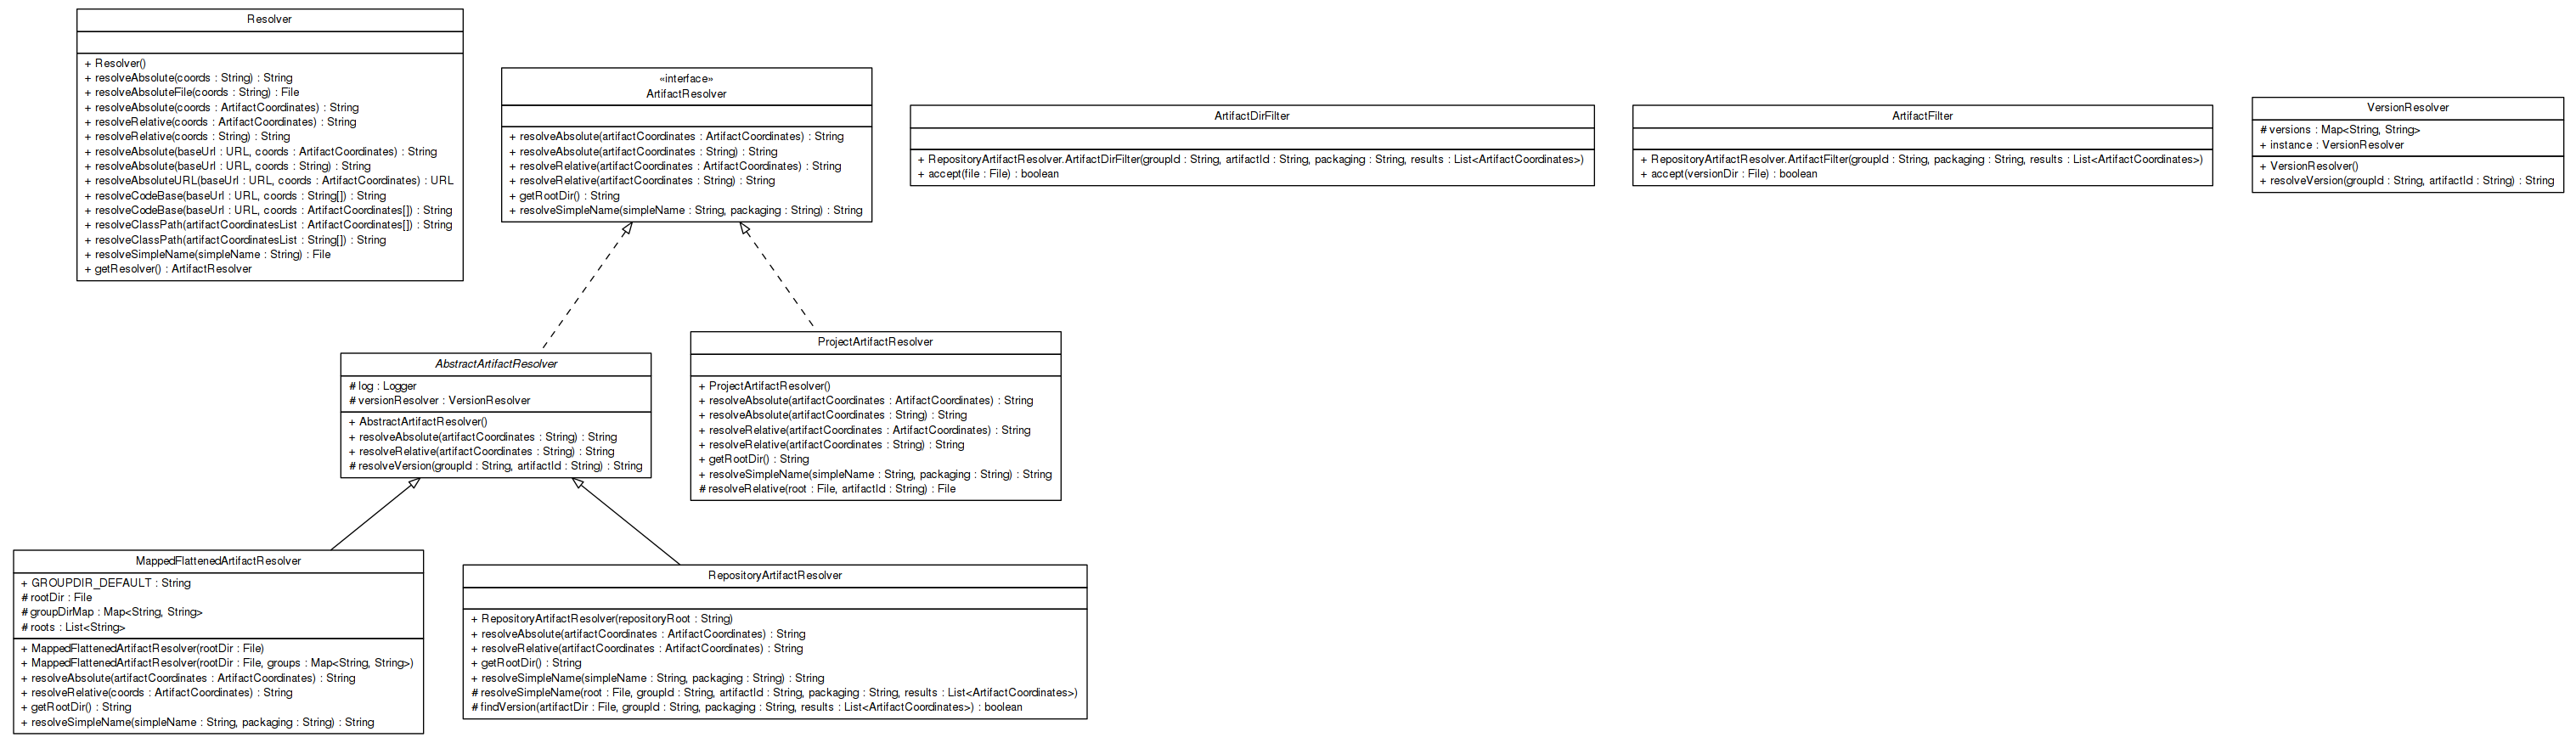 Resolver
+ Resolver()
+ resolveAbsolute(coords : String) : String
+ resolveAbsoluteFile(coords : String) : File
+ resolveAbsolute(coords : ArtifactCoordinates) : String
+ resolveRelative(coords : ArtifactCoordinates) : String
+ resolveRelative(coords : String) : String
+ resolveAbsolute(baseUrl : URL, coords : ArtifactCoordinates) : String
+ resolveAbsolute(baseUrl : URL, coords : String) : String
+ resolveAbsoluteURL(baseUrl : URL, coords : ArtifactCoordinates) : URL
+ resolveCodeBase(baseUrl : URL, coords : String[]) : String
+ resolveCodeBase(baseUrl : URL, coords : ArtifactCoordinates[]) : String
+ resolveClassPath(artifactCoordinatesList : ArtifactCoordinates[]) : String
+ resolveClassPath(artifactCoordinatesList : String[]) : String
+ resolveSimpleName(simpleName : String) : File
+ getResolver() : ArtifactResolver
«interface»
ArtifactResolver
+ resolveAbsolute(artifactCoordinates : ArtifactCoordinates) : String
+ resolveAbsolute(artifactCoordinates : String) : String
+ resolveRelative(artifactCoordinates : ArtifactCoordinates) : String
+ resolveRelative(artifactCoordinates : String) : String
+ getRootDir() : String
+ resolveSimpleName(simpleName : String, packaging : String) : String
ArtifactDirFilter
+ RepositoryArtifactResolver.ArtifactDirFilter(groupId : String, artifactId : String, packaging : String, results : List<ArtifactCoordinates>)
+ accept(file : File) : boolean
ArtifactFilter
+ RepositoryArtifactResolver.ArtifactFilter(groupId : String, packaging : String, results : List<ArtifactCoordinates>)
+ accept(versionDir : File) : boolean
VersionResolver
# versions : Map<String, String>
+ instance : VersionResolver
+ VersionResolver()
+ resolveVersion(groupId : String, artifactId : String) : String
AbstractArtifactResolver
# log : Logger
# versionResolver : VersionResolver
+ AbstractArtifactResolver()
+ resolveAbsolute(artifactCoordinates : String) : String
+ resolveRelative(artifactCoordinates : String) : String
# resolveVersion(groupId : String, artifactId : String) : String
ProjectArtifactResolver
+ ProjectArtifactResolver()
+ resolveAbsolute(artifactCoordinates : ArtifactCoordinates) : String
+ resolveAbsolute(artifactCoordinates : String) : String
+ resolveRelative(artifactCoordinates : ArtifactCoordinates) : String
+ resolveRelative(artifactCoordinates : String) : String
+ getRootDir() : String
+ resolveSimpleName(simpleName : String, packaging : String) : String
# resolveRelative(root : File, artifactId : String) : File
MappedFlattenedArtifactResolver
+ GROUPDIR_DEFAULT : String
# rootDir : File
# groupDirMap : Map<String, String>
# roots : List<String>
+ MappedFlattenedArtifactResolver(rootDir : File)
+ MappedFlattenedArtifactResolver(rootDir : File, groups : Map<String, String>)
+ resolveAbsolute(artifactCoordinates : ArtifactCoordinates) : String
+ resolveRelative(coords : ArtifactCoordinates) : String
+ getRootDir() : String
+ resolveSimpleName(simpleName : String, packaging : String) : String
RepositoryArtifactResolver
+ RepositoryArtifactResolver(repositoryRoot : String)
+ resolveAbsolute(artifactCoordinates : ArtifactCoordinates) : String
+ resolveRelative(artifactCoordinates : ArtifactCoordinates) : String
+ getRootDir() : String
+ resolveSimpleName(simpleName : String, packaging : String) : String
# resolveSimpleName(root : File, groupId : String, artifactId : String, packaging : String, results : List<ArtifactCoordinates>)
# findVersion(artifactDir : File, groupId : String, packaging : String, results : List<ArtifactCoordinates>) : boolean